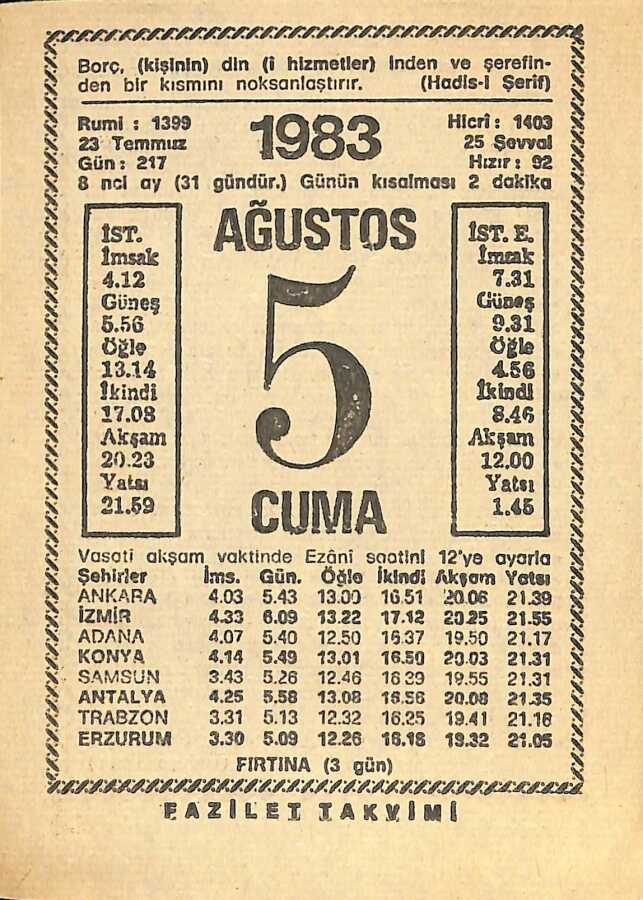 Borç, (kişinin) din (î hizmetler) inden ve şerefin-
den bir kısmını noksanlaştırır. (Hadis-i Şerif)
Rumi : 1399
23 Temmuz
Gün: 217
1983
Hicri: 1403
25 Şevval
Hızır: 92
8 nci ay (31 gündür.) Günün kısalması 2 dakika
İST.
İmsak
4.12
Güneş
5.56
Öğle
13.14
İkindi
17.08
Akşam
20.23
Yatsı
21.59
AĞUSTOS
5
CUMA
İST. E.
İmsak
7.31
Güneş
9.31
Öğle
4.56
İkindi
8.46
Akşam
12.00
Yatsı
1.45
Vasati akşam vaktinde Ezânî saatini 12'ye ayarla
Şehirler İms. Gün. Öğle İkindi Akşam Yatsı
ANKARA 4.03 5.43 13.00 16.51 20.06 21.39
İZMİR 4.33 6.09 13.22 17.12 20.25 21.55
ADANA 4.07 5.40 12.50 16.37 19.50 21.17
KONYA 4.14 5.49 13.01 16.50 20.03 21.31
SAMSUN 3.43 5.26 12.46 16.39 19.55 21.31
ANTALYA 4.25 5.58 13.08 16.56 20.08 21.35
TRABZON 3.31 5.13 12.32 16.25 19.41 21.16
ERZURUM 3.30 5.09 12.26 16.18 19.32 21.05
FIRTINA (3 gün)
FAZİLET TAKVİMİ